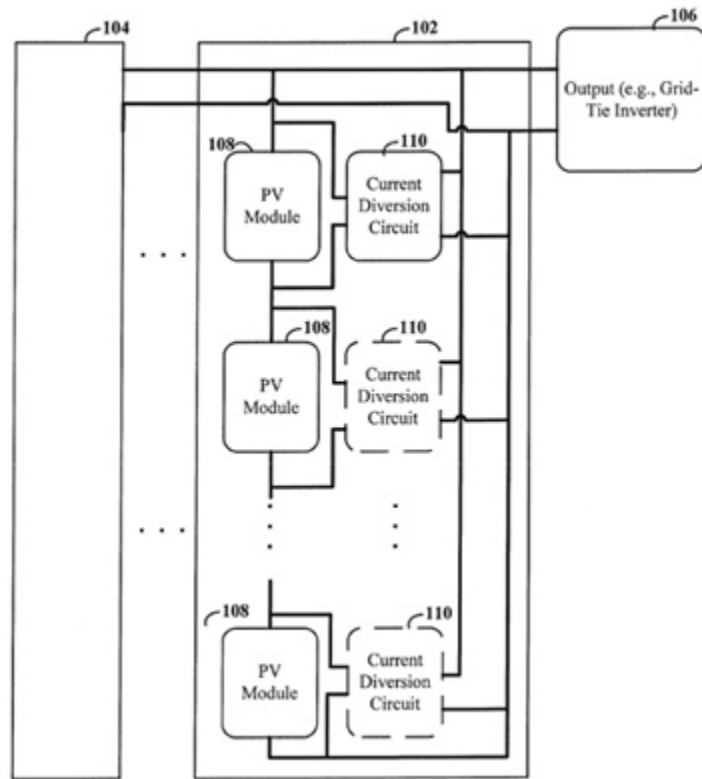 104
102
106
Output (e.g., Grid-
Tie Inverter)
108
110
PV
Module
Current
Diversion
Circuit
. . .
108
110
PV
Module
Current
Diversion
Circuit
. . .
108
110
PV
Module
Current
Diversion
Circuit